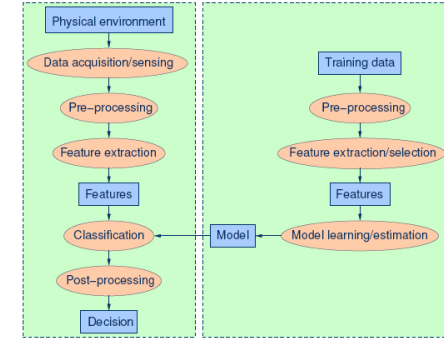 Physical environment
Data acquisition/sensing
Pre−processing
Feature extraction
Features
Classification
Post−processing
Decision
Training data
Pre−processing
Feature extraction/selection
Features
Model learning/estimation
Model